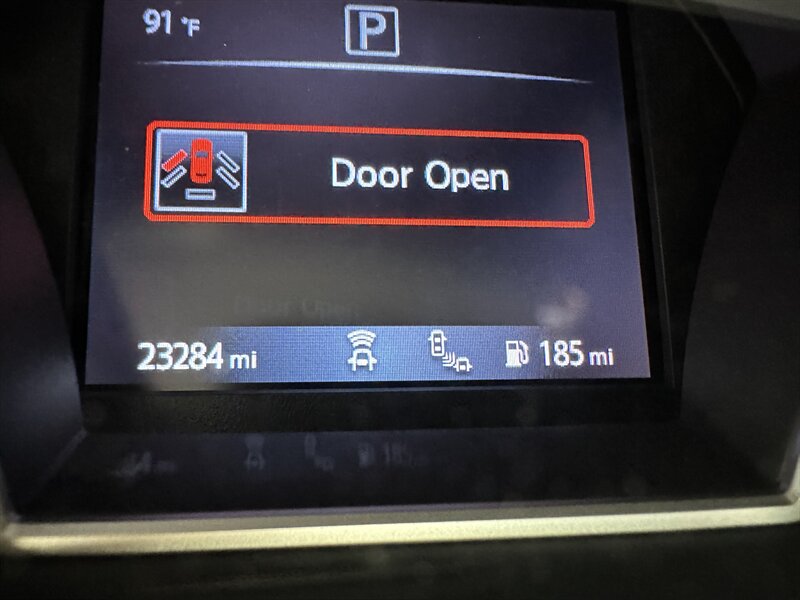 91 °F
P
Door Open
23284 mi
185 mi